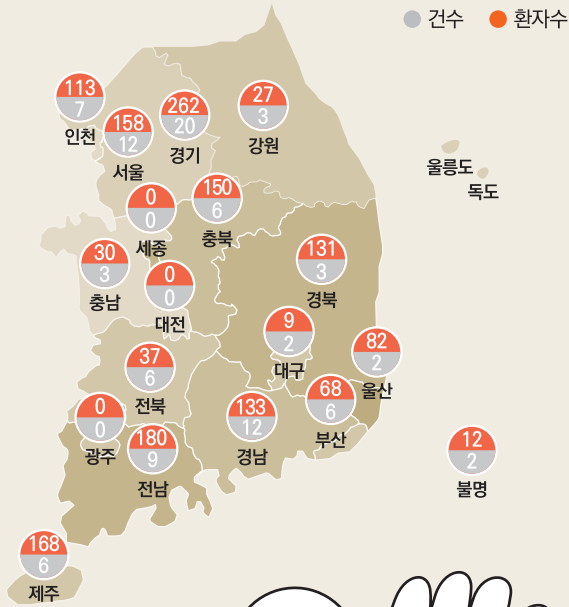 건수 환자수
113
7
인천
158
12
서울
262
20
경기
27
3
강원
울릉도
독도
0
0
세종
150
6
충북
30
3
충남
0
0
대전
131
3
경북
9
2
대구
82
2
울산
37
6
전북
68
6
부산
0
0
광주
180
9
전남
133
12
경남
12
2
불명
168
6
제주